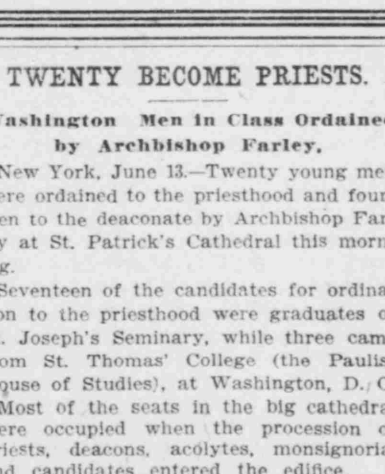 TWENTY BECOME PRIESTS.
ashington Men in Class Ordained
by Archbishop Farley.
New York, June 13.—Twenty young me
ere ordained to the priesthood and four
en to the deaconate by Archbishop Far
y at St. Patrick's Cathedral this morn
g.
Seventeen of the candidates for ordina
on to the priesthood were graduates o
t. Joseph's Seminary, while three cam
om St. Thomas' College (the Paulis
ouse of Studies), at Washington, D. C
Most of the seats in the big cathedra
ere occupied when the procession o
riests, deacons, acolytes, monsignori
nd candidates entered the edifice